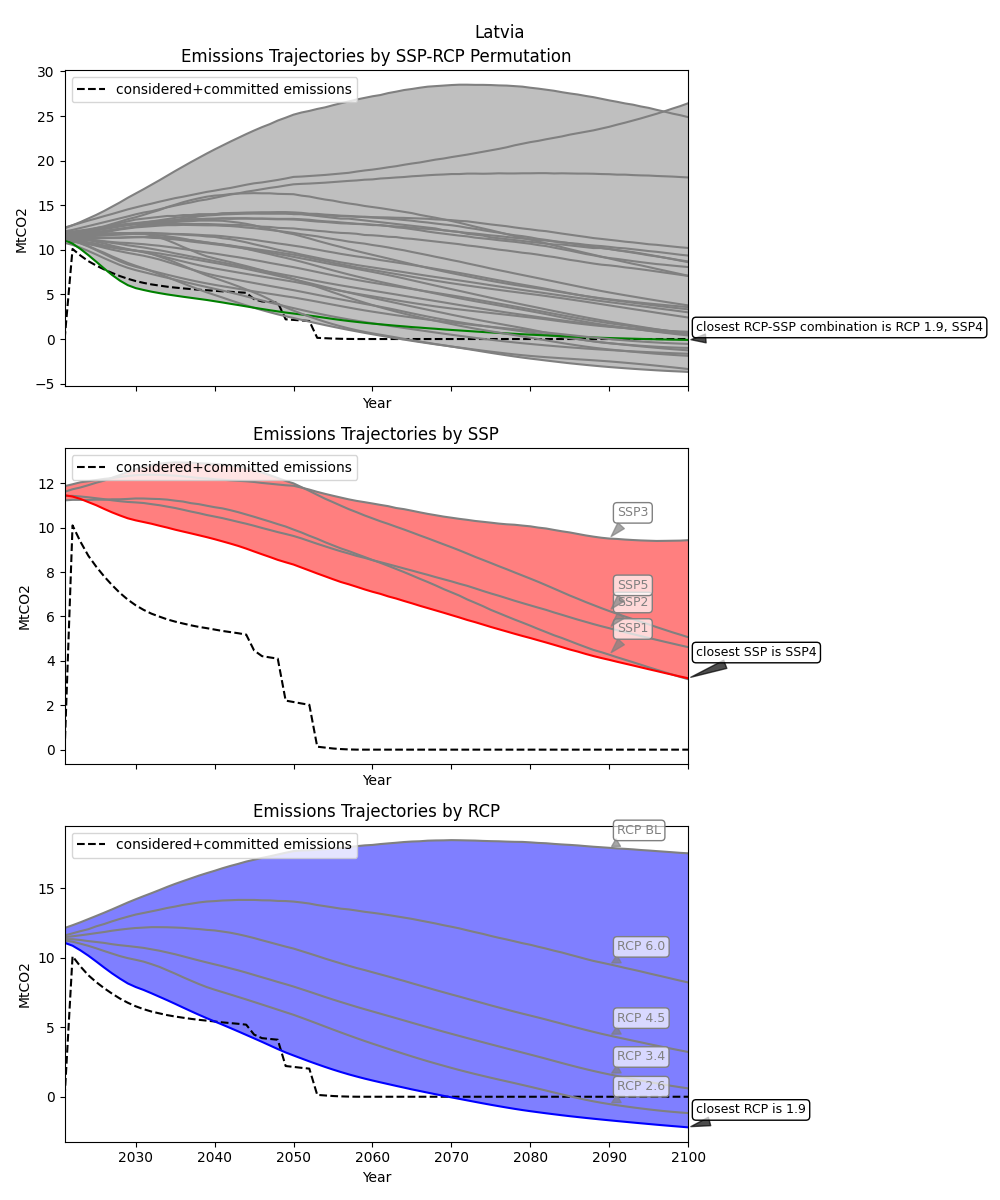 Latvia
Emissions Trajectories by SSP-RCP Permutation
considered+committed emissions
30
25
20
15
10
5
0
−5
MtCO2
Year
closest RCP-SSP combination is RCP 1.9, SSP4
Emissions Trajectories by SSP
considered+committed emissions
12
10
8
6
4
2
0
MtCO2
Year
SSP3
SSP5
SSP2
SSP1
closest SSP is SSP4
Emissions Trajectories by RCP
considered+committed emissions
15
10
5
0
MtCO2
RCP BL
RCP 6.0
RCP 4.5
RCP 3.4
RCP 2.6
closest RCP is 1.9
2030 2040 2050 2060 2070 2080 2090 2100
Year